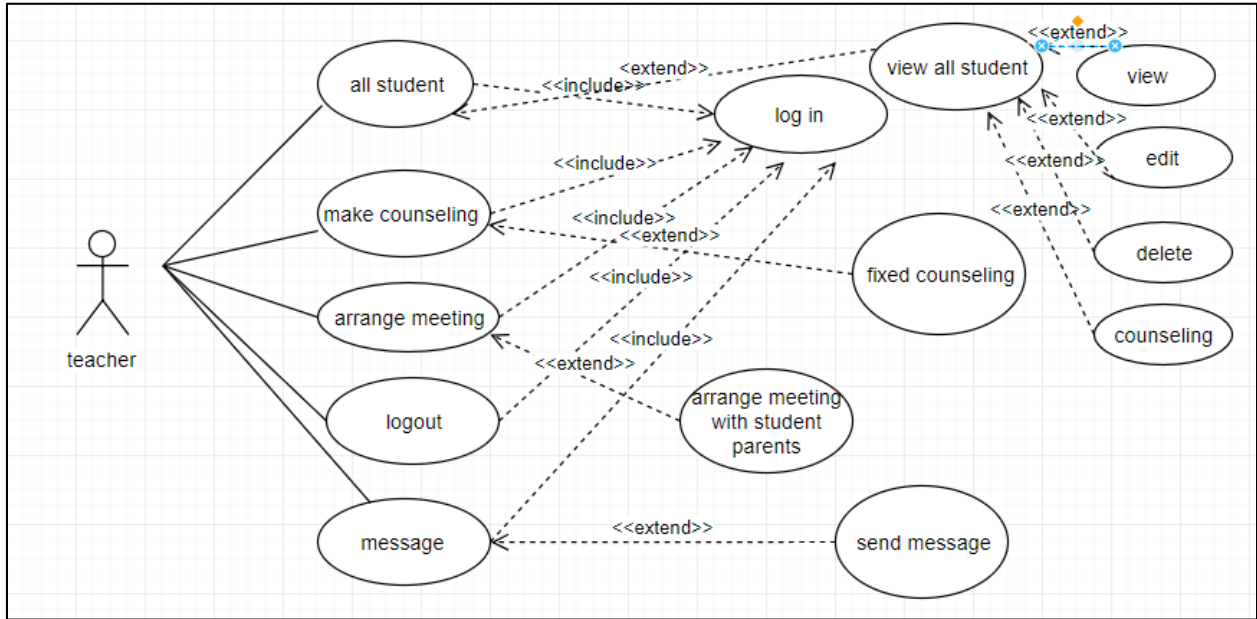 <<extend>>
<extend>>
view all student
view
all student
<<include>>
log in
<<extend>>
edit
<<include>>
<<extend>>
make counseling
<<extend>>
<<include>>
<<extend>>
delete
fixed counseling
<<include>>
arrange meeting
counseling
<<include>>
teacher
<<extend>>
arrange meeting
with student
parents
logout
<<extend>>
message
send message